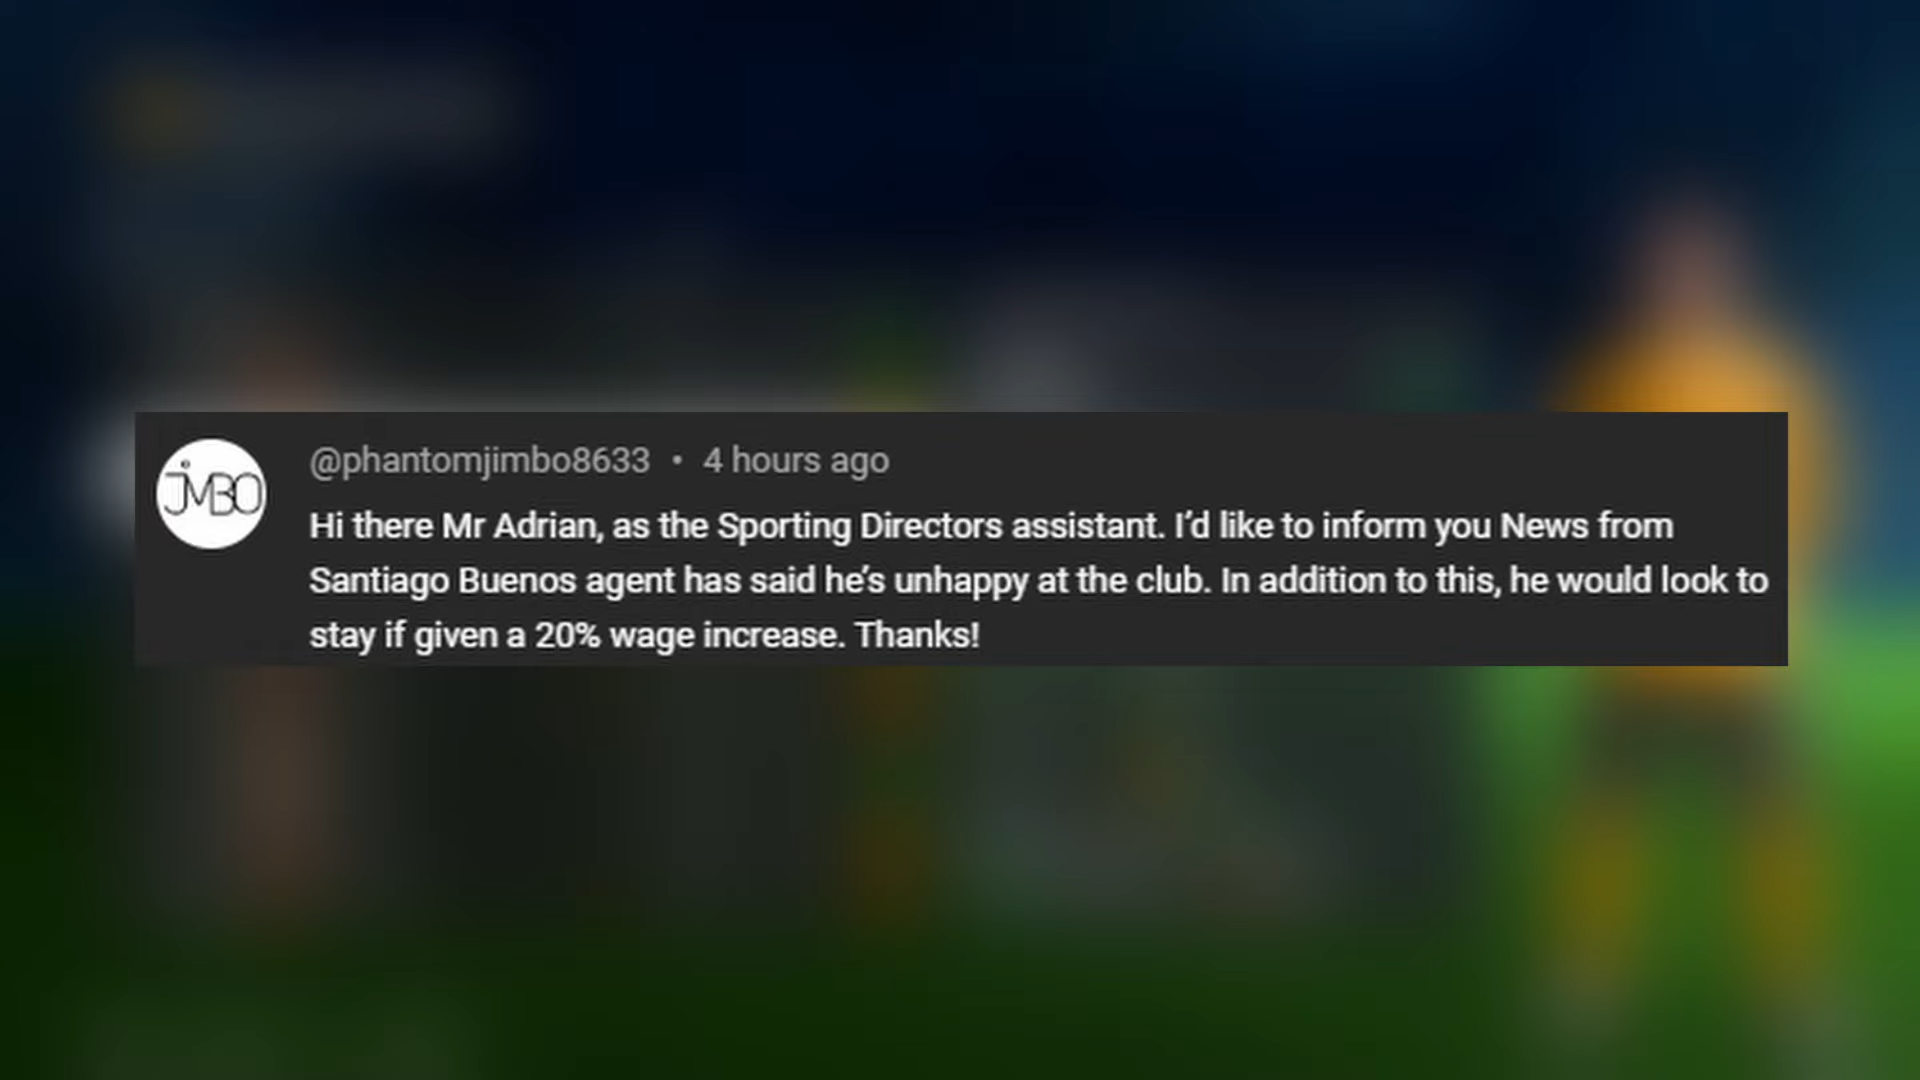 JMBO
@phantomjimbo8633 • 4 hours ago
Hi there Mr Adrian, as the Sporting Directors assistant. I’d like to inform you News from
Santiago Buenos agent has said he’s unhappy at the club. In addition to this, he would look to
stay if given a 20% wage increase. Thanks!